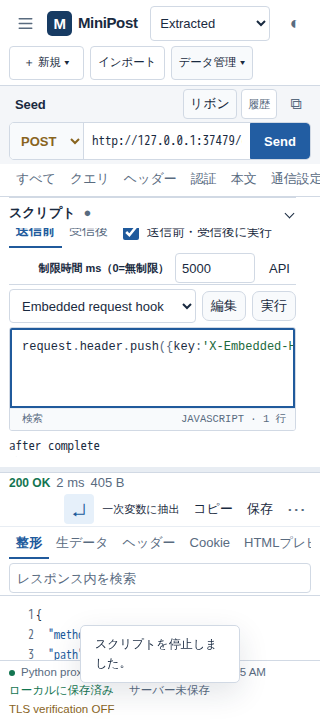 M MiniPost Extracted
+ 新規 ▾ インポート データ管理 ▾
Seed リボン 履歴
POST http://127.0.0.1:37479/ Send
すべて クエリ ヘッダー 認証 本文 通信設定
スクリプト ●
送信前 受信後 送信前・受信後に実行
制限時間 ms（0=無制限） 5000 API
Embedded request hook 編集 実行
request.header.push({key:'X-Embedded-H
検索 JAVASCRIPT · 1 行
after complete
200 OK 2 ms 405 B
一次変数に抽出 コピー 保存 ···
整形 生データ ヘッダー Cookie HTMLプレビ
レスポンス内を検索
1 {
2 "metho
3 "path"
スクリプトを停止しま
した。
● Python prox 5 AM
ローカルに保存済み サーバー未保存
TLS verification OFF